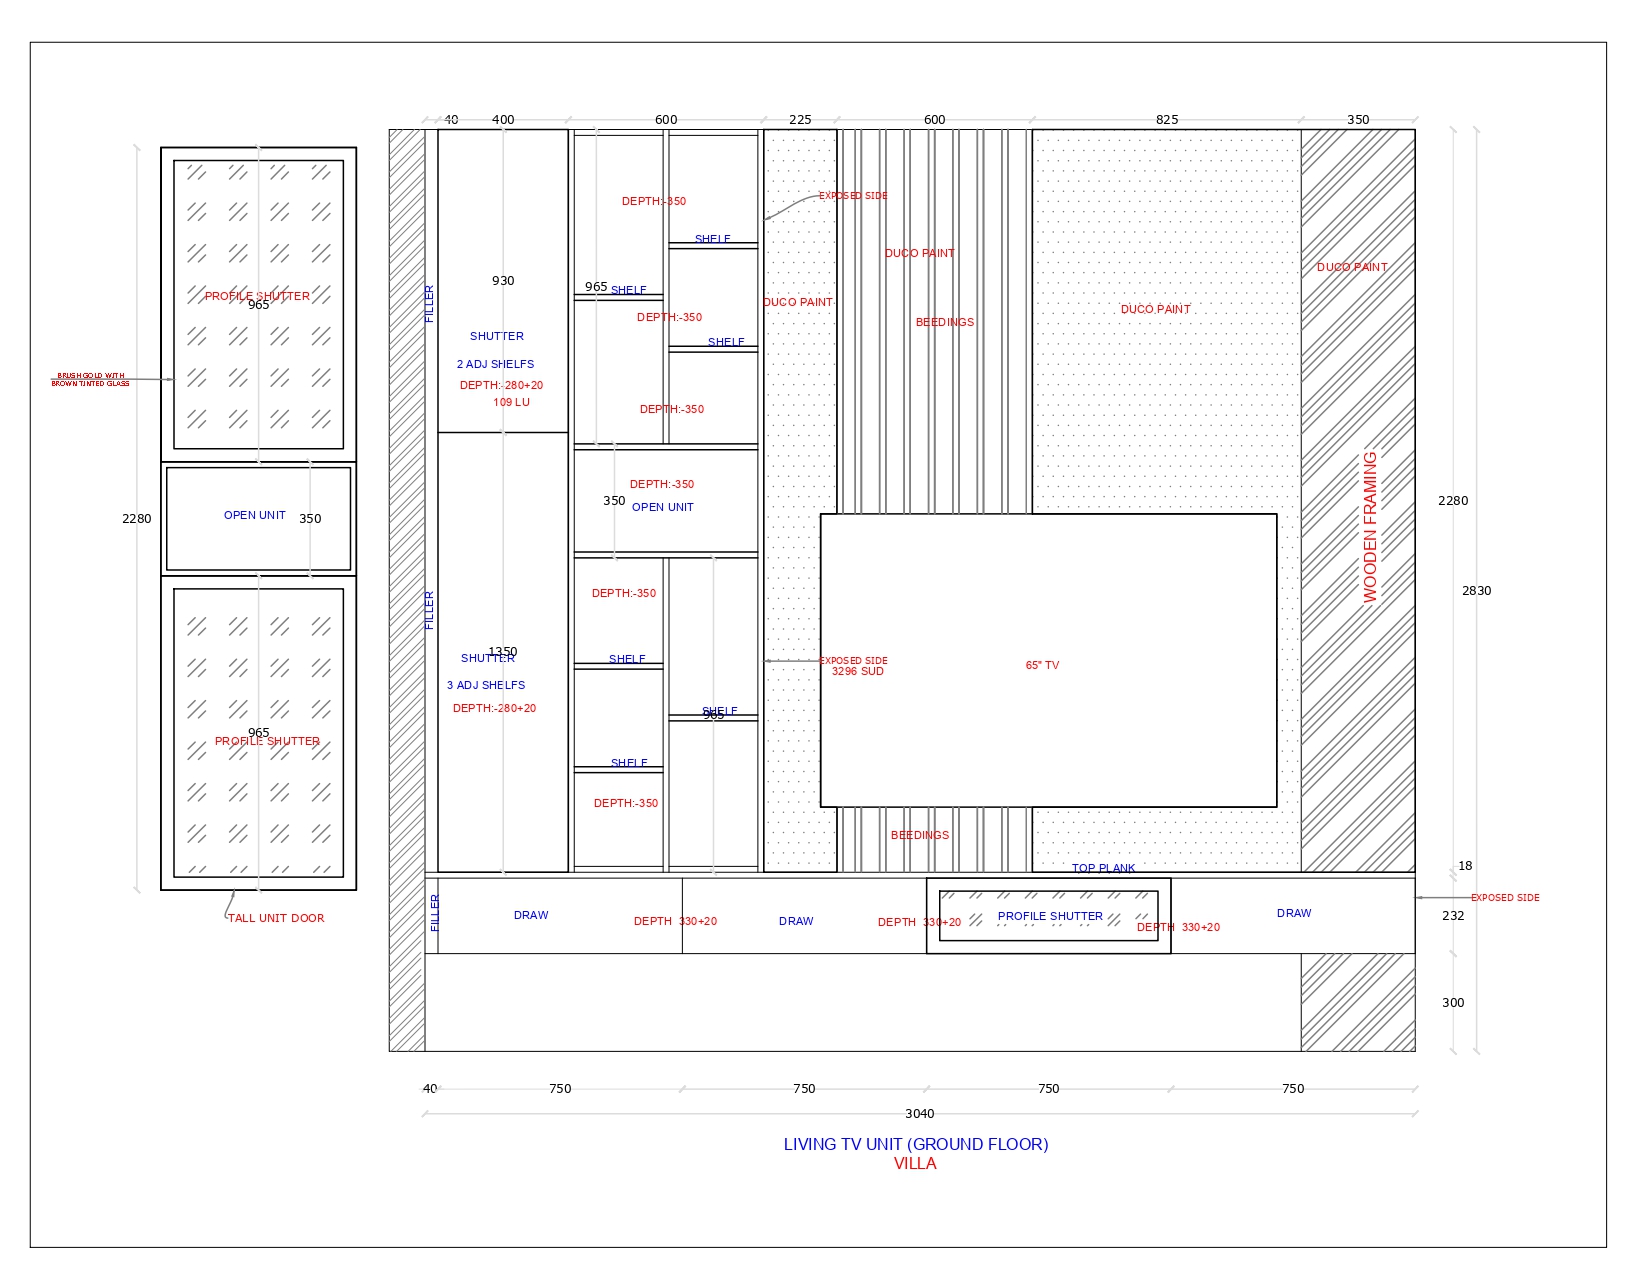 40
400
600
225
600
825
350
EXPOSED SIDE
DEPTH:-350
SHELF
DUCO PAINT
DUCO PAINT
930
965
SHELF
FILLER
PROFILE SHUTTER
965
DUCO PAINT
DUCO PAINT
DEPTH:-350
BEEDINGS
SHUTTER
SHELF
2 ADJ SHELFS
BRUSH GOLD WITH
BROWN TINTED GLASS
DEPTH:-280+20
109 LU
DEPTH:-350
DEPTH:-350
350
OPEN UNIT
2280
OPEN UNIT
350
2280
WOODEN FRAMING
DEPTH:-350
2830
FILLER
1350
SHUTTER
SHELF
EXPOSED SIDE
3296 SUD
65" TV
3 ADJ SHELFS
DEPTH:-280+20
SHELF
965
965
PROFILE SHUTTER
SHELF
DEPTH:-350
BEEDINGS
TOP PLANK
18
EXPOSED SIDE
FILLER
DRAW
DEPTH 330+20
DRAW
DEPTH 330+20
PROFILE SHUTTER
DEPTH 330+20
DRAW
232
TALL UNIT DOOR
300
40
750
750
750
750
3040
LIVING TV UNIT (GROUND FLOOR)
VILLA